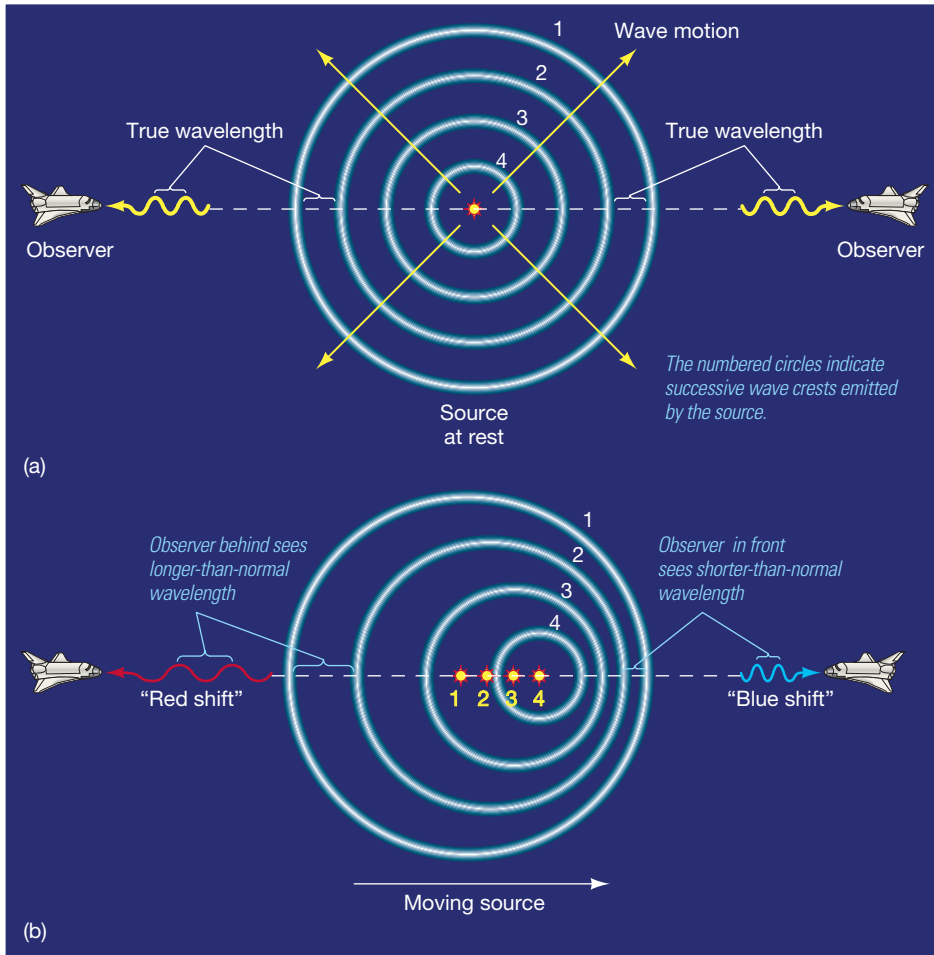 1
Wave motion
2
True wavelength
3
True wavelength
4
Observer
Observer
The numbered circles indicate
successive wave crests emitted
by the source.
Source
at rest
(a)
1
Observer behind sees
longer-than-normal
wavelength
2
Observer in front
sees shorter-than-normal
wavelength
3
4
“Red shift”
1 2 3 4
“Blue shift”
Moving source
(b)